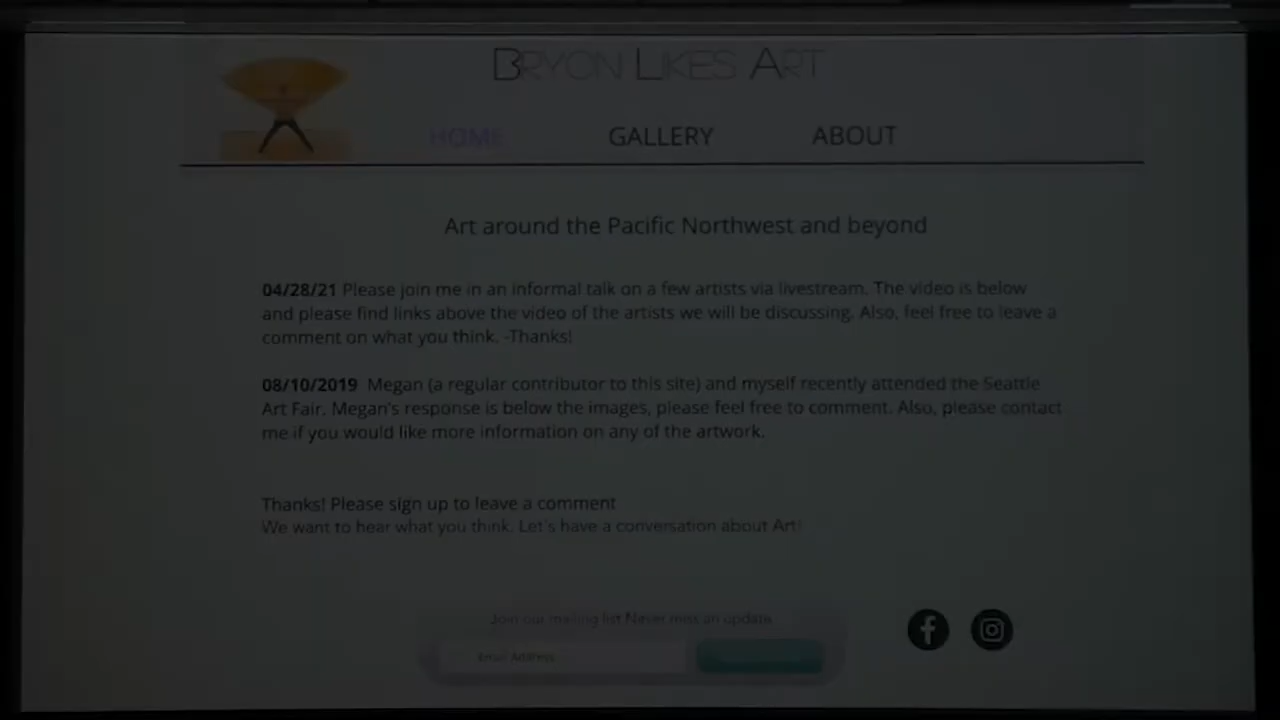 BRYON LIKES ART
HOME GALLERY ABOUT
Art around the Pacific Northwest and beyond
04/28/21 Please join me in an informal talk on a few artists via livestream. The video is below
and please find links above the video of the artists we will be discussing. Also, feel free to leave a
comment on what you think. -Thanks!
08/10/2019 Megan (a regular contributor to this site) and myself recently attended the Seattle
Art Fair. Megan's response is below the images, please feel free to comment. Also, please contact
me if you would like more information on any of the artwork.
Thanks! Please sign up to leave a comment
We want to hear what you think. Let's have a conversation about Art!
Join our mailing list Never miss an update
Email Address